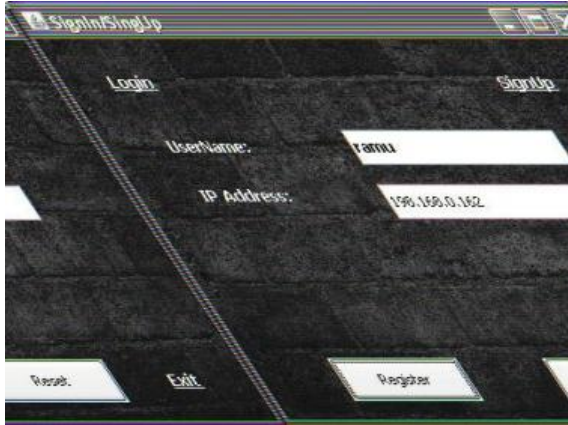 SignIn/SingUp
Login
SignUp
UserName:
ramu
IP Address:
198.168.0.162
Reset
Exit
Register